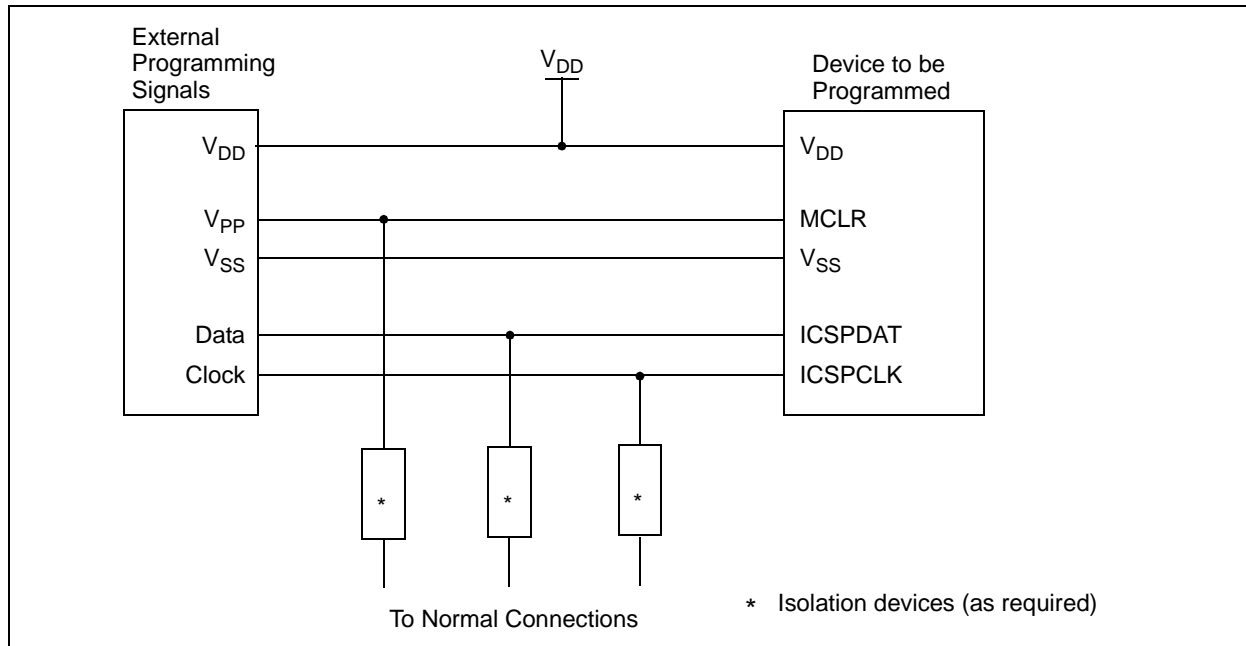 External
Programming
Signals
VDD
Device to be
Programmed
VDD
VDD
VPP
MCLR
VSS
VSS
Data
ICSPDAT
Clock
ICSPCLK
*
*
*
To Normal Connections
* Isolation devices (as required)